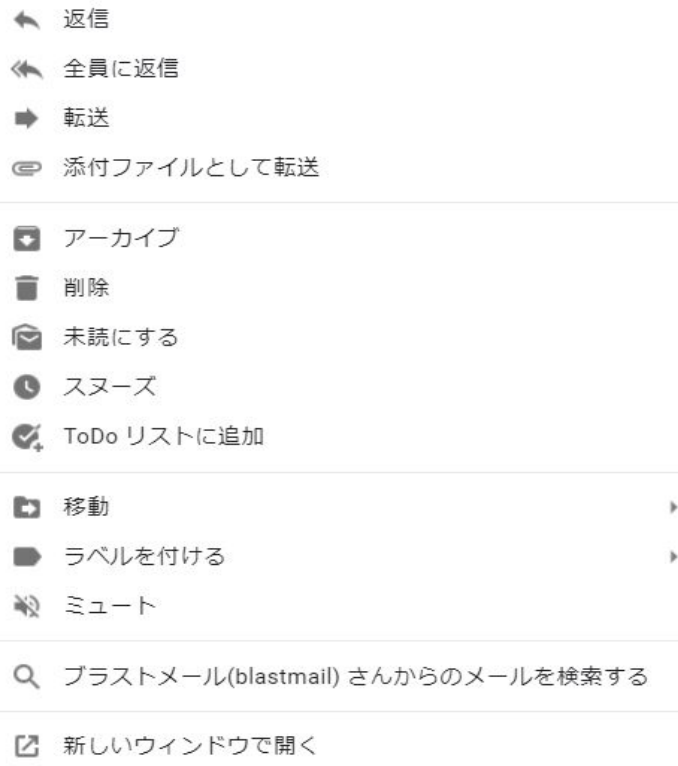 返信
全員に返信
転送
添付ファイルとして転送
アーカイブ
削除
未読にする
スヌーズ
ToDo リストに追加
移動
ラベルを付ける
ミュート
ブラストメール(blastmail) さんからのメールを検索する
新しいウィンドウで開く